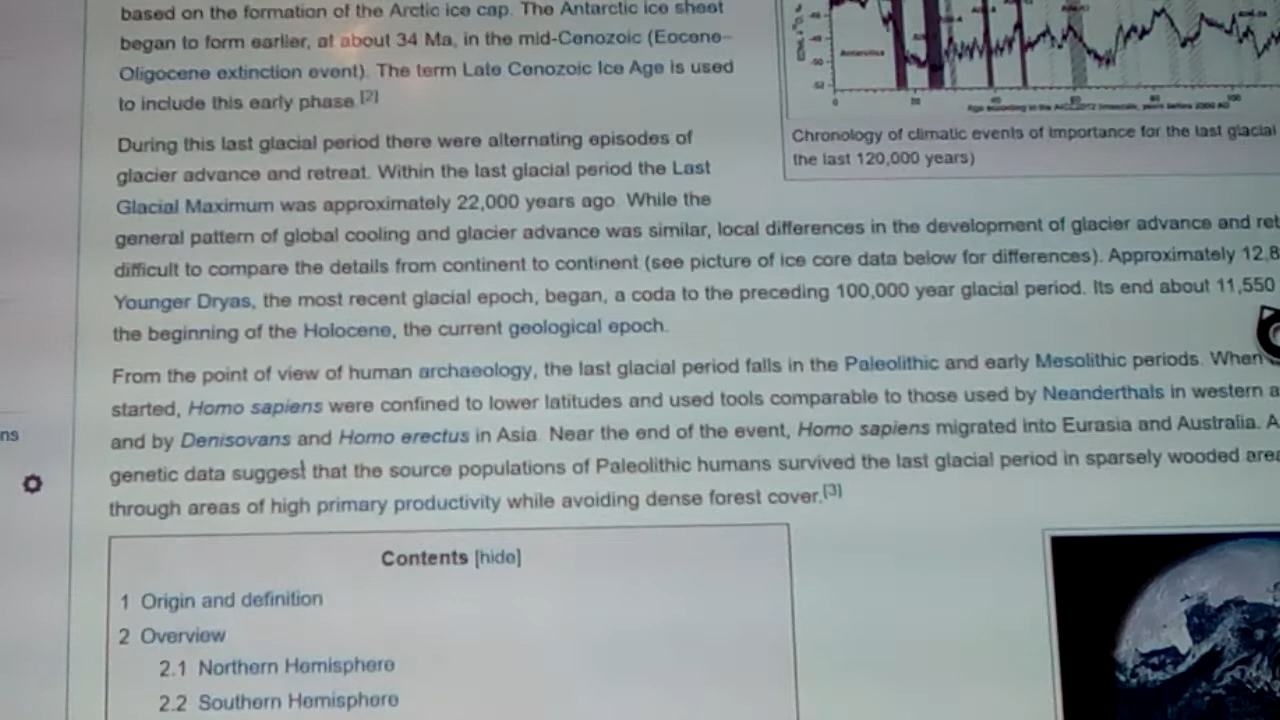 based on the formation of the Arctic ice cap. The Antarctic ice sheet
began to form earlier, at about 34 Ma, in the mid-Cenozoic (Eocene–
Oligocene extinction event). The term Late Cenozoic Ice Age is used
to include this early phase.[2]
During this last glacial period there were alternating episodes of
glacier advance and retreat. Within the last glacial period the Last
Glacial Maximum was approximately 22,000 years ago. While the
general pattern of global cooling and glacier advance was similar, local differences in the development of glacier advance and ret
difficult to compare the details from continent to continent (see picture of ice core data below for differences). Approximately 12,8
Younger Dryas, the most recent glacial epoch, began, a coda to the preceding 100,000 year glacial period. Its end about 11,550
the beginning of the Holocene, the current geological epoch.
From the point of view of human archaeology, the last glacial period falls in the Paleolithic and early Mesolithic periods. When
started, Homo sapiens were confined to lower latitudes and used tools comparable to those used by Neanderthals in western a
and by Denisovans and Homo erectus in Asia. Near the end of the event, Homo sapiens migrated into Eurasia and Australia. A
genetic data suggest that the source populations of Paleolithic humans survived the last glacial period in sparsely wooded area
through areas of high primary productivity while avoiding dense forest cover.[3]
Contents [hide]
1 Origin and definition
2 Overview
2.1 Northern Hemisphere
2.2 Southern Hemisphere
Antarctica
0 20 40 60 80 100
Chronology of climatic events of importance for the last glacial
the last 120,000 years)
ns